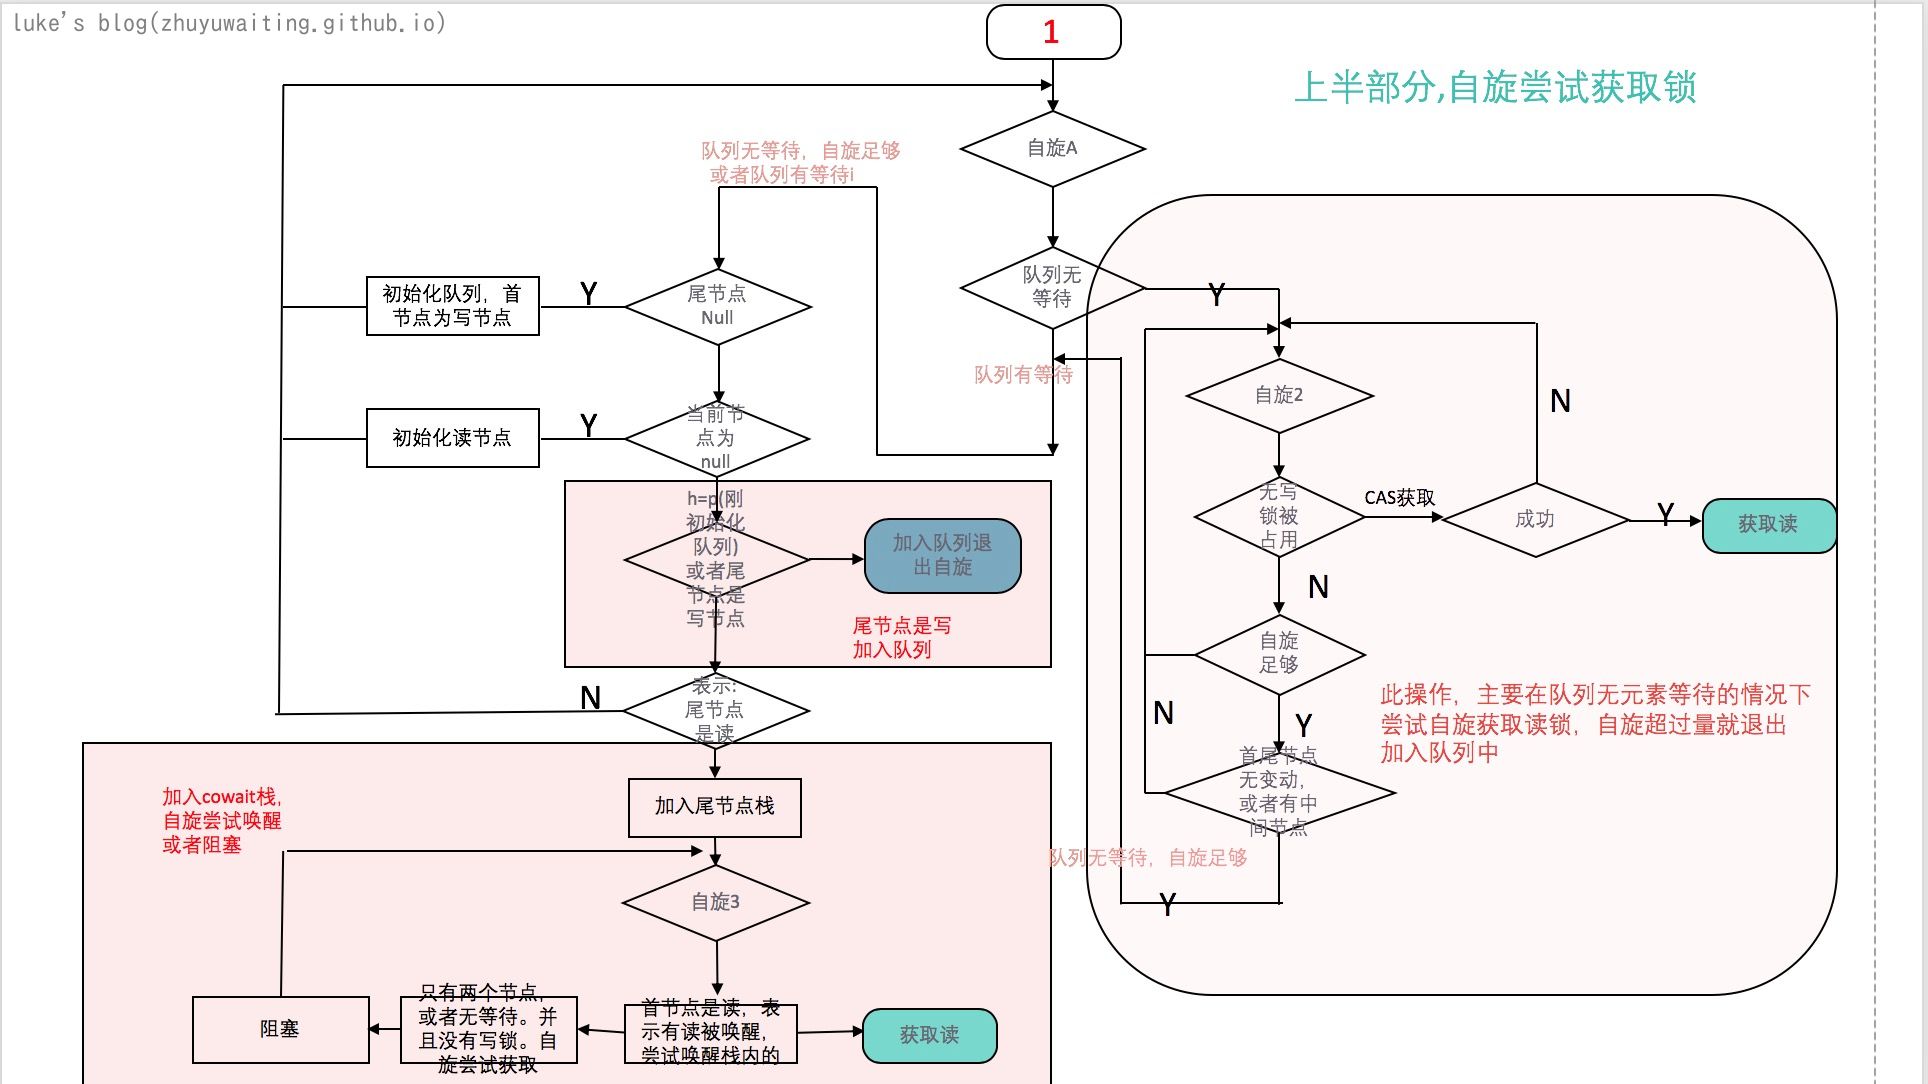 luke's blog(zhuyuwaiting.github.io)
1
上半部分,自旋尝试获取锁
自旋A
队列无等待，自旋足够
或者队列有等待i
队列无
等待
Y
初始化队列，首
节点为写节点
Y
尾节点
Null
队列有等待
自旋2
N
初始化读节点
Y
当前节
点为
null
无写
锁被
占用
CAS获取
成功
Y
获取读
h=p(刚
初始化
队列)
或者尾
节点是
写节点
加入队列退
出自旋
尾节点是写
加入队列
N
自旋
足够
N
Y
此操作，主要在队列无元素等待的情况下
尝试自旋获取读锁，自旋超过量就退出
加入队列中
N
表示:
尾节点
是读
首尾节点
无变动，
或者有中
间节点
队列无等待，自旋足够
Y
加入cowait栈，
自旋尝试唤醒
或者阻塞
加入尾节点栈
自旋3
阻塞
只有两个节点，
或者无等待。并
且没有写锁。自
旋尝试获取
首节点是读，表
示有读被唤醒，
尝试唤醒栈内的
获取读